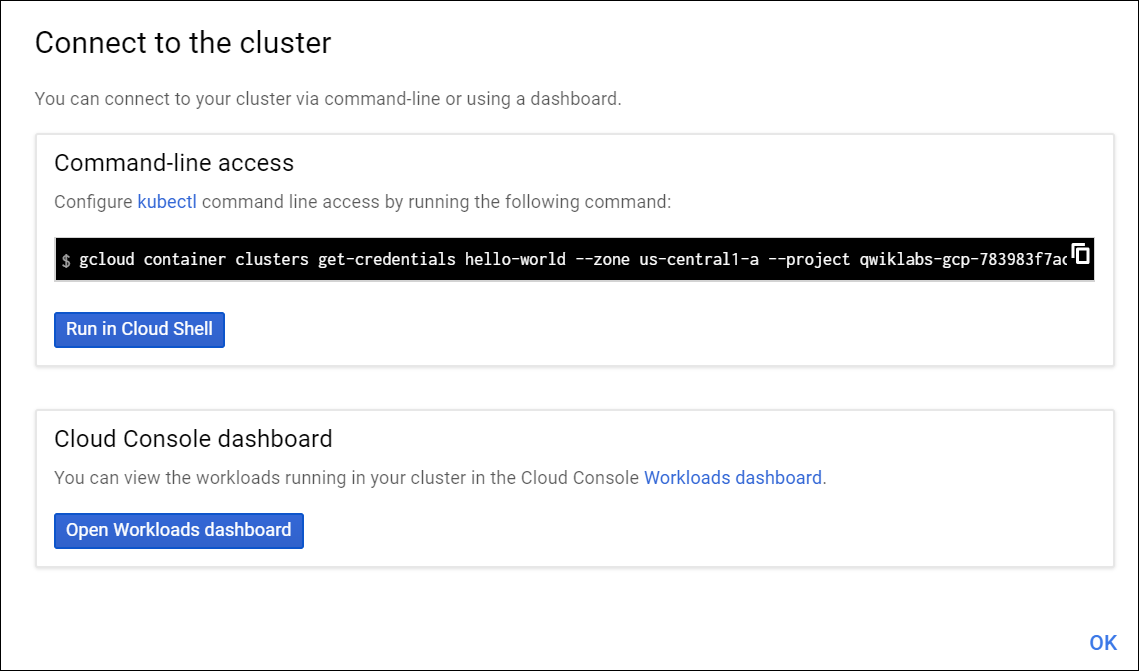 Connect to the cluster
You can connect to your cluster via command-line or using a dashboard.
Command-line access
Configure kubectl command line access by running the following command:
$ gcloud container clusters get-credentials hello-world --zone us-central1-a --project qwiklabs-gcp-783983f7ac
Run in Cloud Shell
Cloud Console dashboard
You can view the workloads running in your cluster in the Cloud Console Workloads dashboard.
Open Workloads dashboard
OK